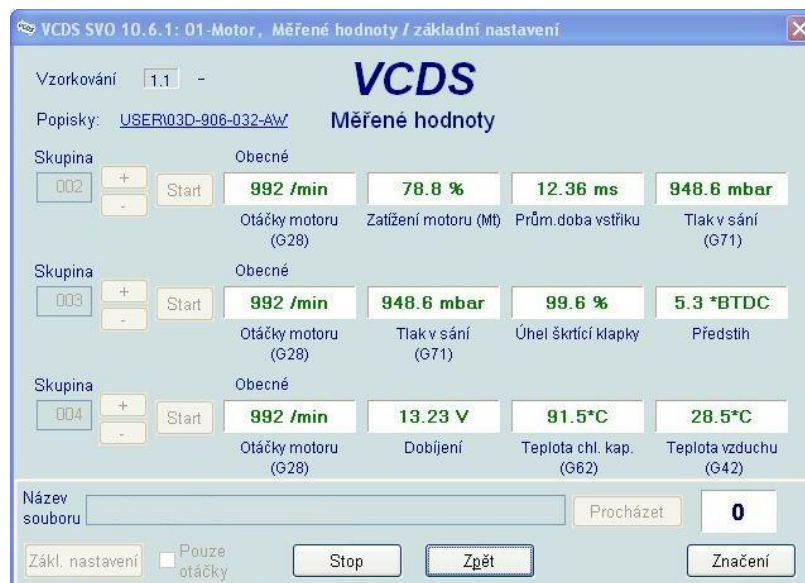 VCDS SVO 10.6.1: 01-Motor, Měřené hodnoty / základní nastavení
Vzorkování 1.1 -
VCDS
Popisky: USER\03D-906-032-AW'
Měřené hodnoty
Skupina Obecné
002 + - Start 992 /min 78.8 % 12.36 ms 948.6 mbar
Otáčky motoru Zatížení motoru (Mt) Prům.doba vstřiku Tlak v sání
(G28) (G71)
Skupina Obecné
003 + - Start 992 /min 948.6 mbar 99.6 % 5.3 *BTDC
Otáčky motoru Tlak v sání Úhel škrtící klapky Předstih
(G28) (G71)
Skupina Obecné
004 + - Start 992 /min 13.23 V 91.5*C 28.5*C
Otáčky motoru Dobíjení Teplota chl. kap. Teplota vzduchu
(G28) (G62) (G42)
Název
souboru Procházet 0
Zákl. nastavení Pouze
otáčky Stop Zpět Značení